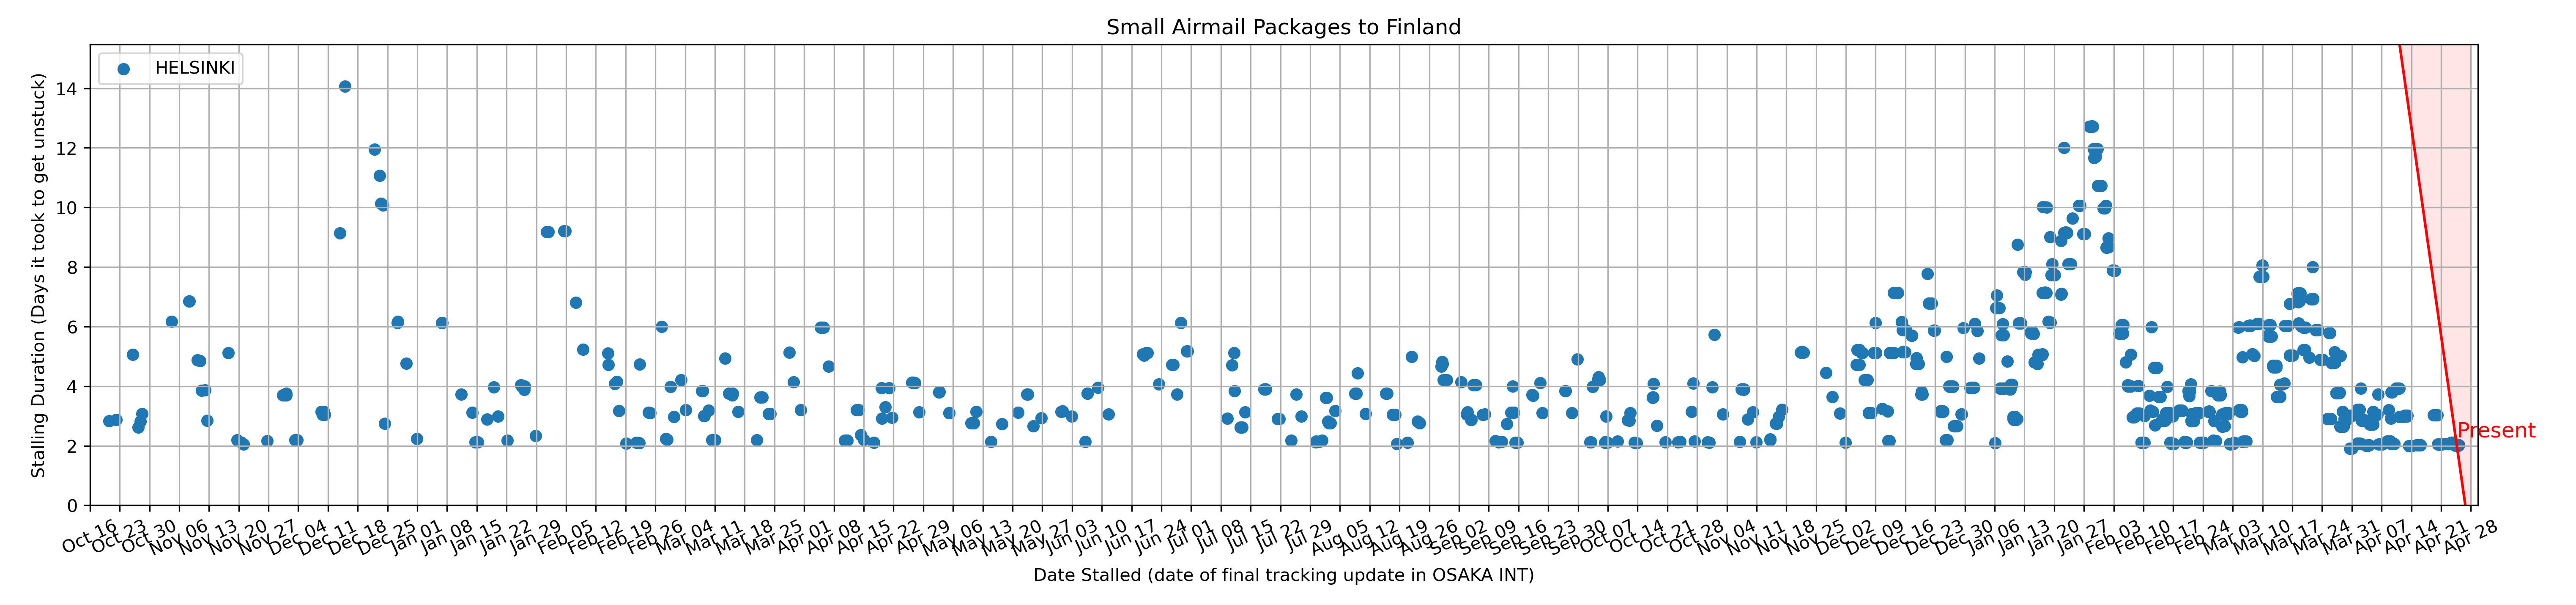 Small Airmail Packages to Finland
HELSINKI
Stalling Duration (Days it took to get unstuck)
14
12
10
8
6
4
2
0
Present
Oct 16
Oct 23
Oct 30
Nov 06
Nov 13
Nov 20
Nov 27
Dec 04
Dec 11
Dec 18
Dec 25
Jan 01
Jan 08
Jan 15
Jan 22
Jan 29
Feb 05
Feb 12
Feb 19
Feb 26
Mar 04
Mar 11
Mar 18
Mar 25
Apr 01
Apr 08
Apr 15
Apr 22
Apr 29
May 06
May 13
May 20
May 27
Jun 03
Jun 10
Jun 17
Jun 24
Jul 01
Jul 08
Jul 15
Jul 22
Jul 29
Aug 05
Aug 12
Aug 19
Aug 26
Sep 02
Sep 09
Sep 16
Sep 23
Sep 30
Oct 07
Oct 14
Oct 21
Oct 28
Nov 04
Nov 11
Nov 18
Nov 25
Dec 02
Dec 09
Dec 16
Dec 23
Dec 30
Jan 06
Jan 13
Jan 20
Jan 27
Feb 03
Feb 10
Feb 17
Feb 24
Mar 03
Mar 10
Mar 17
Mar 24
Mar 31
Apr 07
Apr 14
Apr 21
Apr 28
Date Stalled (date of final tracking update in OSAKA INT)